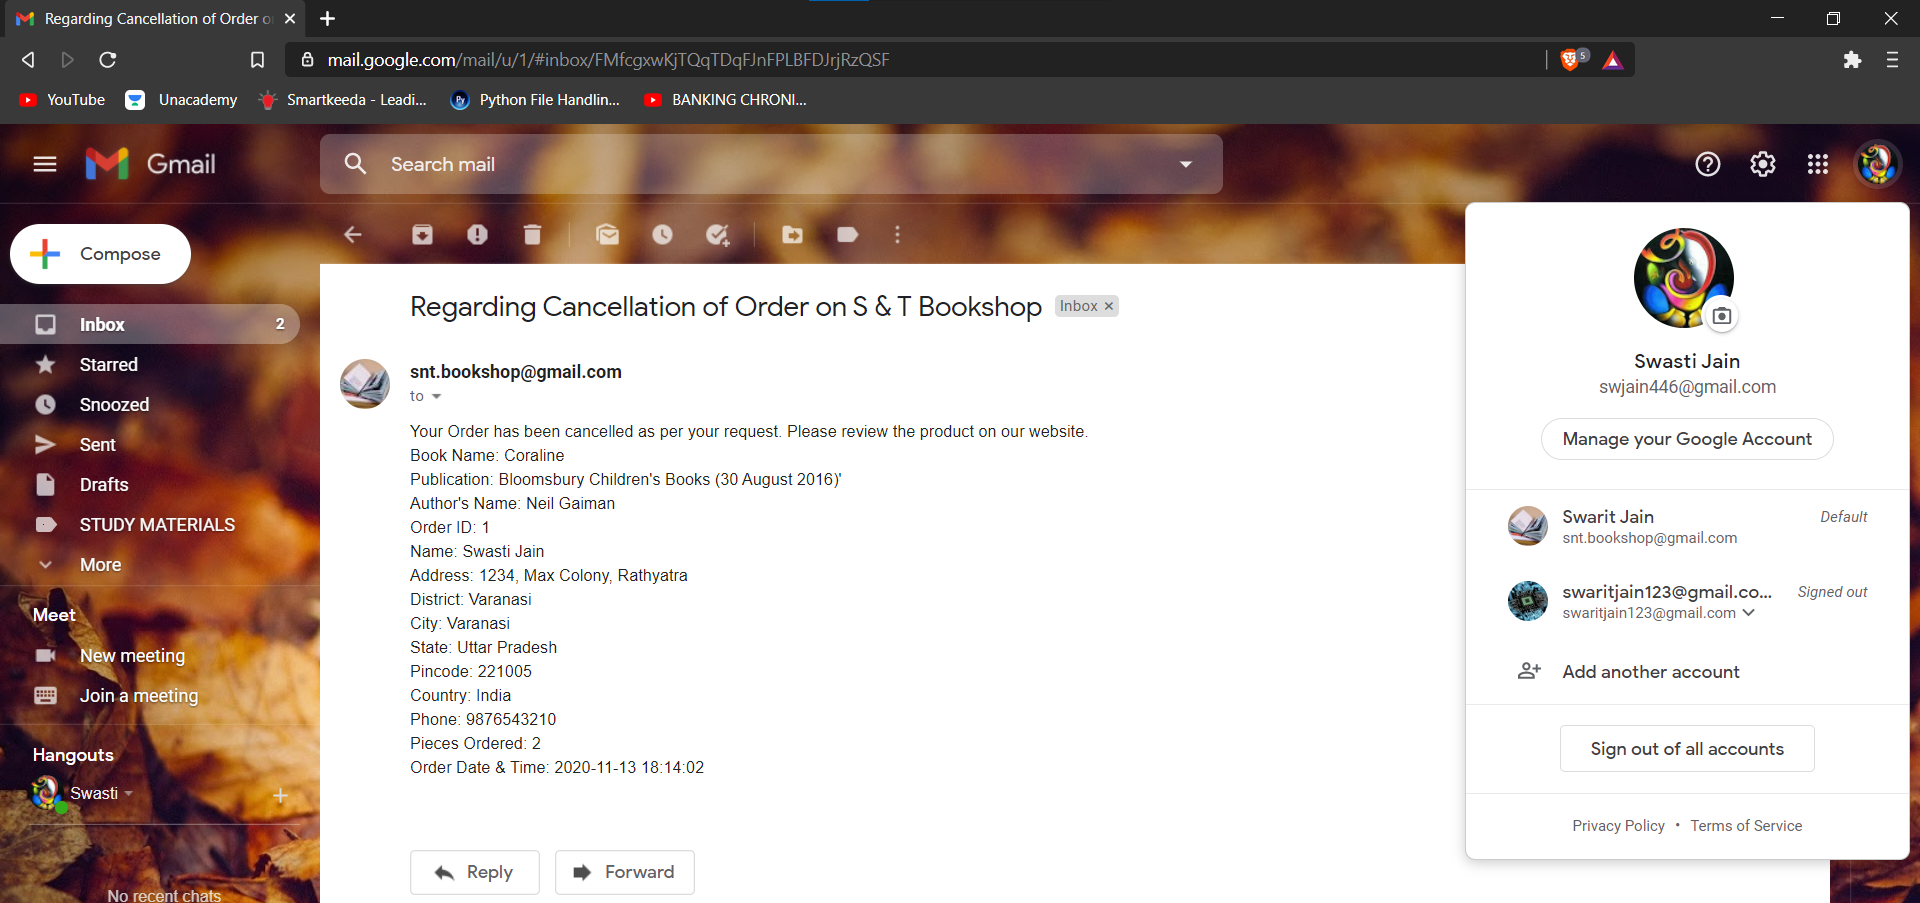 Regarding Cancellation of Order o
mail.google.com/mail/u/1/#inbox/FMfcgxwKjTQqTDqFJnFPLBFDJrjRzQSF
5
YouTube
Unacademy
Smartkeeda - Leadi...
Python File Handlin...
BANKING CHRONI...
Gmail
Search mail
Compose
Inbox 2
Starred
Snoozed
Sent
Drafts
STUDY MATERIALS
More
Meet
New meeting
Join a meeting
Hangouts
Swasti
No recent chats
Regarding Cancellation of Order on S & T Bookshop Inbox ×
snt.bookshop@gmail.com
to
Your Order has been cancelled as per your request. Please review the product on our website.
Book Name: Coraline
Publication: Bloomsbury Children's Books (30 August 2016)'
Author's Name: Neil Gaiman
Order ID: 1
Name: Swasti Jain
Address: 1234, Max Colony, Rathyatra
District: Varanasi
City: Varanasi
State: Uttar Pradesh
Pincode: 221005
Country: India
Phone: 9876543210
Pieces Ordered: 2
Order Date & Time: 2020-11-13 18:14:02
Reply
Forward
Swasti Jain
swjain446@gmail.com
Manage your Google Account
Swarit Jain Default
snt.bookshop@gmail.com
swaritjain123@gmail.co... Signed out
swaritjain123@gmail.com
Add another account
Sign out of all accounts
Privacy Policy • Terms of Service